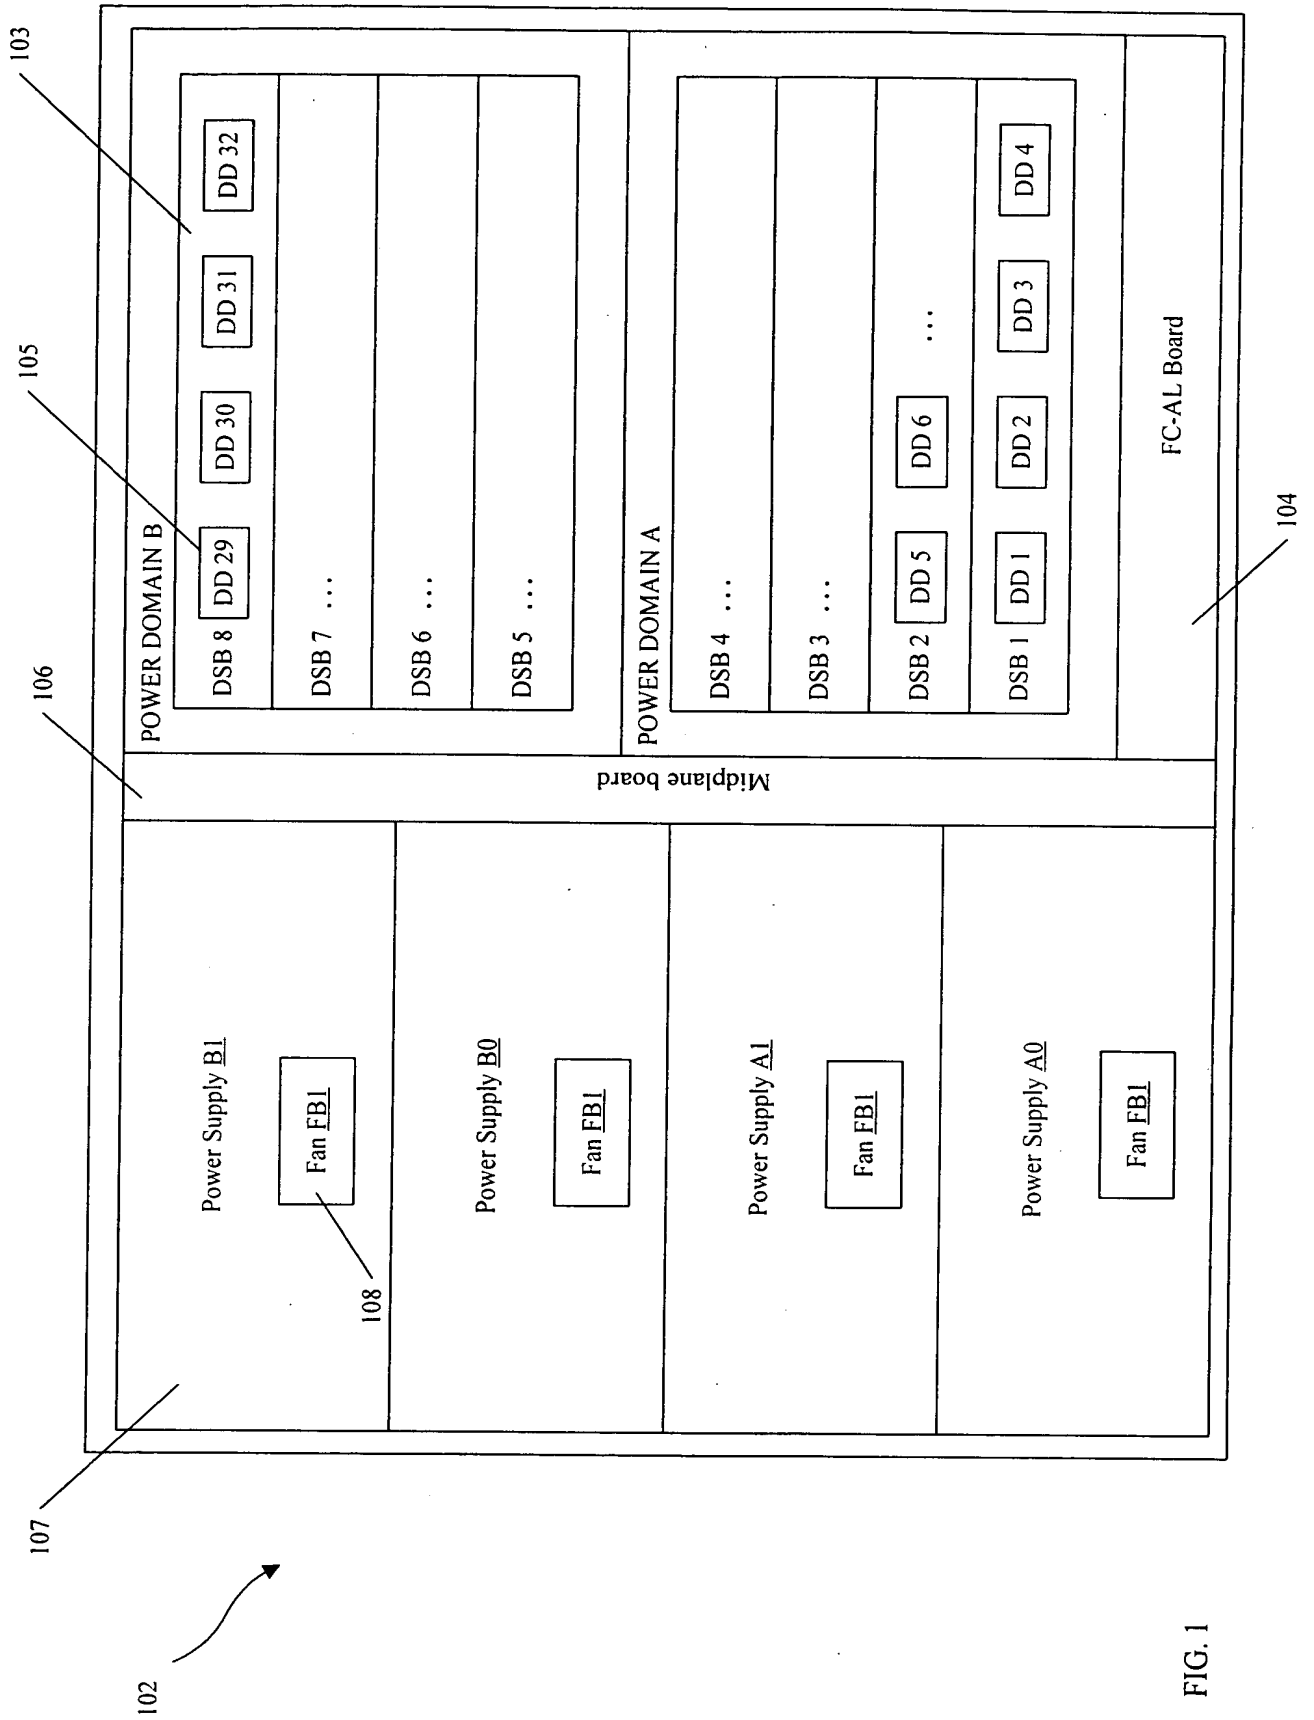 102
107
106
105
103
Power Supply B1
Fan FB1
108
Power Supply B0
Fan FB1
Power Supply A1
Fan FB1
Power Supply A0
Fan FB1
Midplane board
POWER DOMAIN B
DSB 8 DD 29 DD 30 DD 31 DD 32
DSB 7 ...
DSB 6 ...
DSB 5 ...
POWER DOMAIN A
DSB 4 ...
DSB 3 ...
DSB 2 DD 5 DD 6 ...
DSB 1 DD 1 DD 2 DD 3 DD 4
FC-AL Board
104
FIG. 1